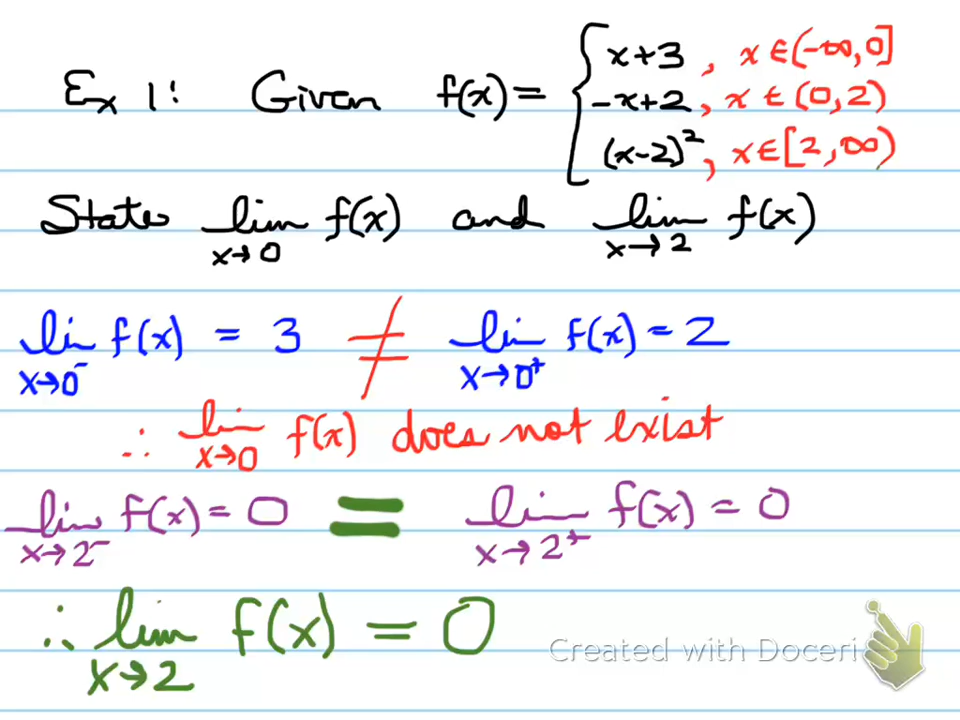 Ex 1: Given f(x) = { x+3 , x ∈ (-∞, 0]
-x+2 , x ∈ (0, 2)
(x-2)² , x ∈ [2, ∞)
State lim x→0 f(x) and lim x→2 f(x)
lim x→0⁻ f(x) = 3 ≠ lim x→0⁺ f(x) = 2
∴ lim x→0 f(x) does not exist
lim x→2⁻ f(x) = 0 = lim x→2⁺ f(x) = 0
∴ lim x→2 f(x) = 0
Created with Doceri